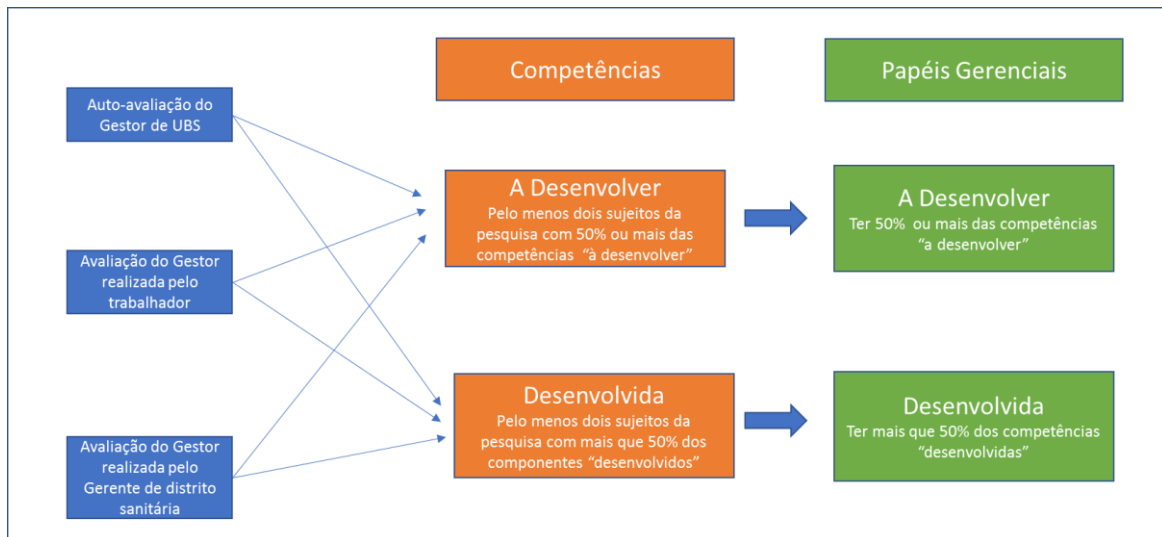 Competências
Papéis Gerenciais
Auto-avaliação do
Gestor de UBS
A Desenvolver
Pelo menos dois sujeitos da
pesquisa com 50% ou mais das
competências “à desenvolver”
A Desenvolver
Ter 50% ou mais das competências
“a desenvolver”
Avaliação do Gestor
realizada pelo
trabalhador
Desenvolvida
Pelo menos dois sujeitos da
pesquisa com mais que 50% dos
componentes “desenvolvidos”
Desenvolvida
Ter mais que 50% dos competências
“desenvolvidas”
Avaliação do Gestor
realizada pelo
Gerente de distrito
sanitária